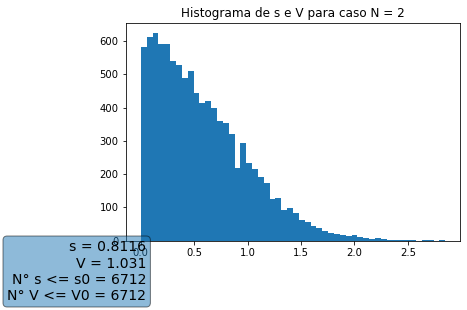 Histograma de s e V para caso N = 2
600
500
400
300
200
100
0
0.0 0.5 1.0 1.5 2.0 2.5
s = 0.8116
V = 1.031
N° s <= s0 = 6712
N° V <= V0 = 6712